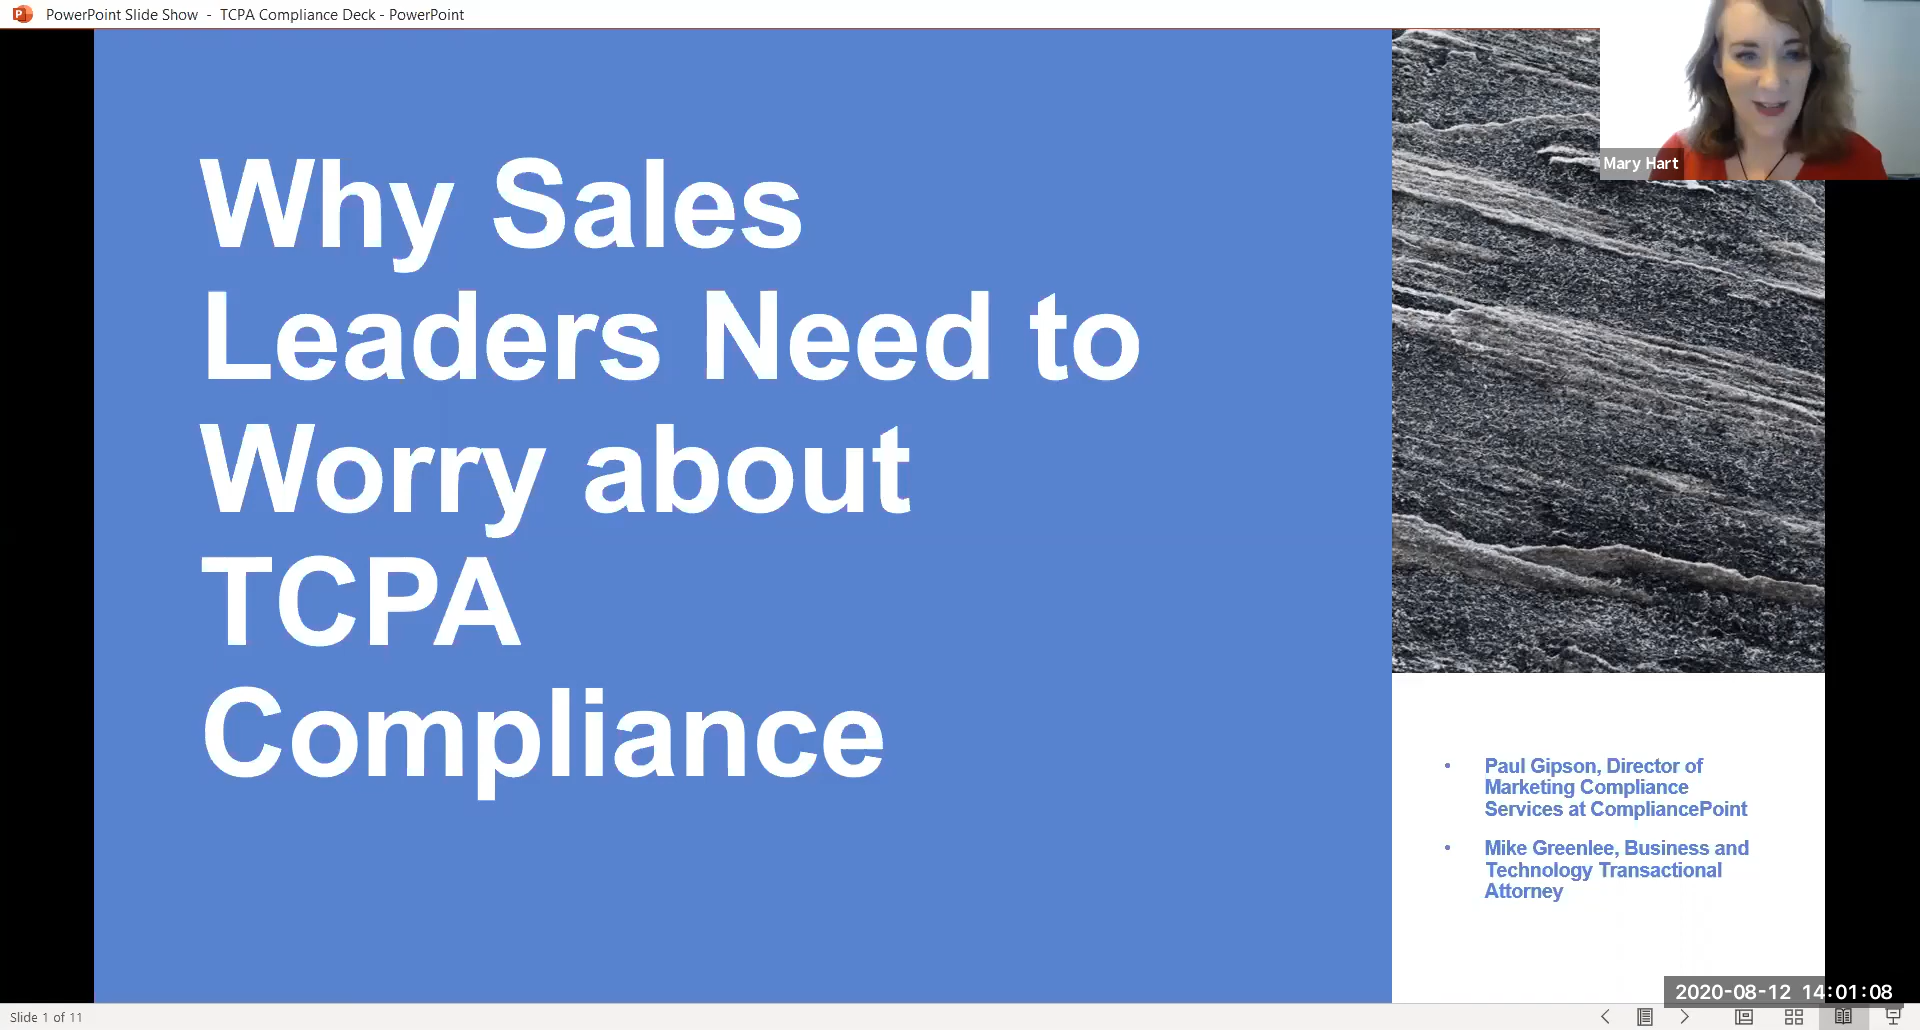 PowerPoint Slide Show - TCPA Compliance Deck - PowerPoint
Mary Hart
Why Sales
Leaders Need to
Worry about
TCPA
Compliance
• Paul Gipson, Director of
Marketing Compliance
Services at CompliancePoint
• Mike Greenlee, Business and
Technology Transactional
Attorney
2020-08-12 14:01:08
Slide 1 of 11